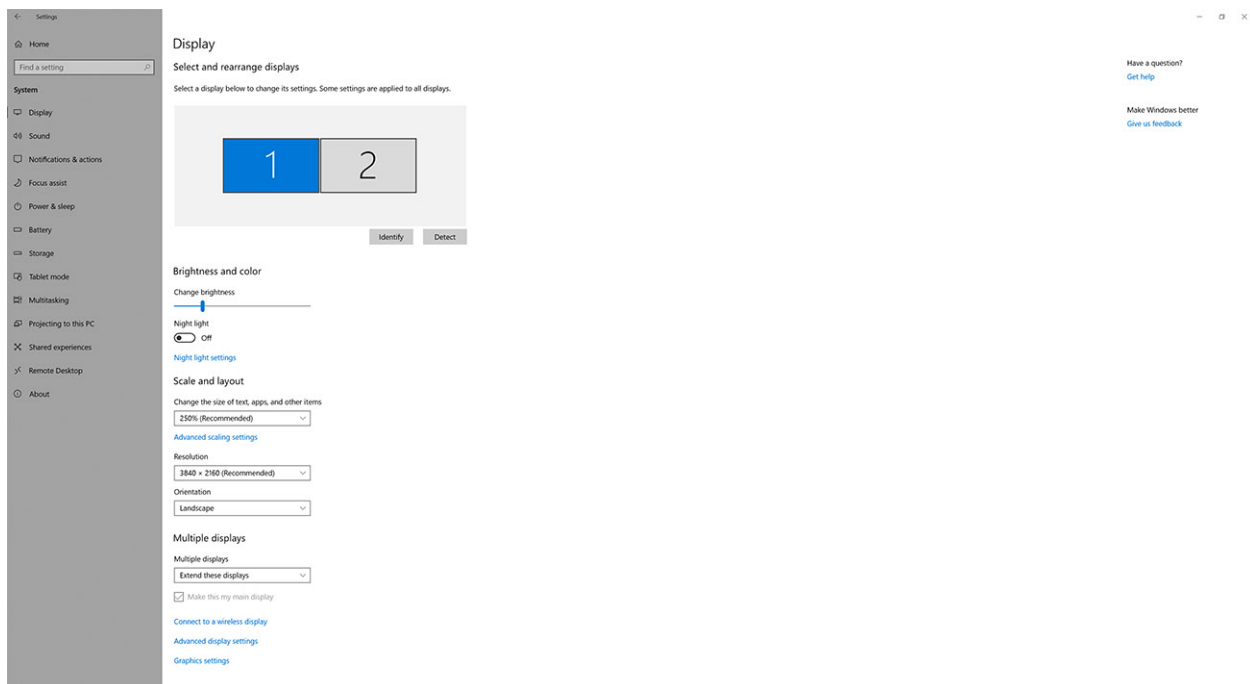 Settings
Home
Find a setting
System
Display
Sound
Notifications & actions
Focus assist
Power & sleep
Battery
Storage
Tablet mode
Multitasking
Projecting to this PC
Shared experiences
Remote Desktop
About
Display
Select and rearrange displays
Select a display below to change its settings. Some settings are applied to all displays.
1 2
Identify Detect
Brightness and color
Change brightness
Night light
Off
Night light settings
Scale and layout
Change the size of text, apps, and other items
250% (Recommended)
Advanced scaling settings
Resolution
3840 × 2160 (Recommended)
Orientation
Landscape
Multiple displays
Multiple displays
Extend these displays
Make this my main display
Connect to a wireless display
Advanced display settings
Graphics settings
Have a question?
Get help
Make Windows better
Give us feedback